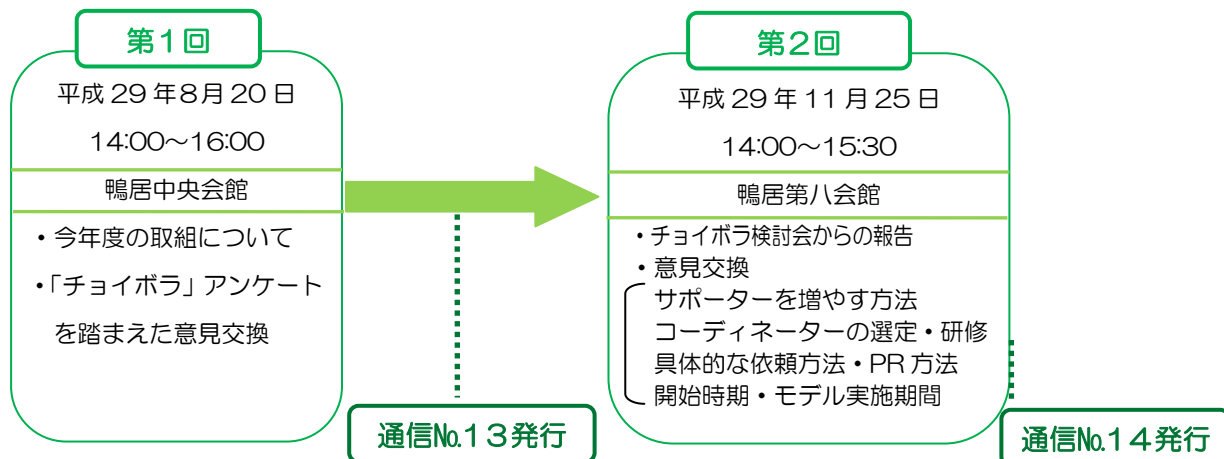 第1回
平成 29 年8月 20 日
14:00～16:00
鴨居中央会館
・今年度の取組について
・「チョイボラ」アンケート
を踏まえた意見交換
通信№１３発行
第２回
平成 29 年 11 月 25 日
14:00～15:30
鴨居第八会館
・チョイボラ検討会からの報告
・意見交換
サポーターを増やす方法
コーディネーターの選定・研修
具体的な依頼方法・PR 方法
開始時期・モデル実施期間
通信№１４発行